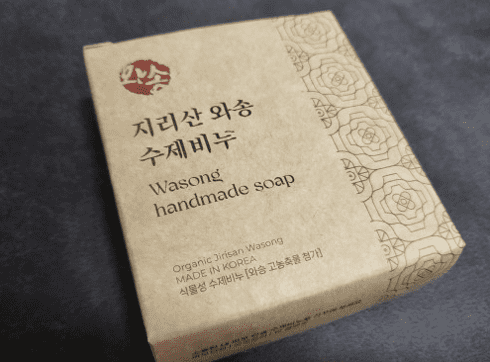 와송
지리산 와송
수제비누
Wasong
handmade soap
Organic Jirisan Wasong
MADE IN KOREA
식물성 수제비누 [와송 고농축물 첨가]